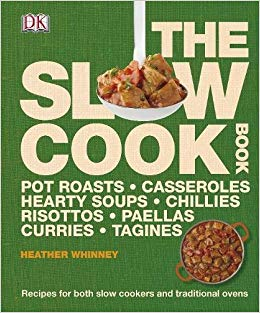 DK
THE
SLOW
COOK
BOOK
POT ROASTS • CASSEROLES
HEARTY SOUPS • CHILLIES
RISOTTOS • PAELLAS
CURRIES • TAGINES
HEATHER WHINNEY
Recipes for both slow cookers and traditional ovens